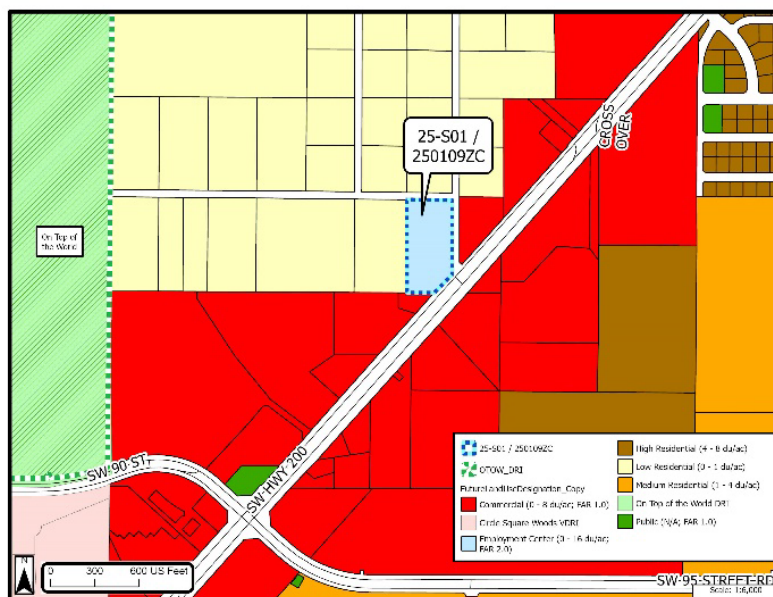 25-S01 /
250109ZC
CROSS
OVER
On Top of
the World
SW HWY 200
SW 90 ST
SW 95 STREET RD
25-S01 / 250109ZC
OTOW_DRI
FutureLandUseDesignation_Copy
Commercial (0 - 8 du/ac; FAR 1.0)
Circle Square Woods VDRI
Employment Center (0 - 16 du/ac;
FAR 2.0)
High Residential (4 - 8 du/ac)
Low Residential (0 - 1 du/ac)
Medium Residential (1 - 4 du/ac)
On Top of the World DRI
Public (N/A; FAR 1.0)
N
0 300 600 US Feet
Scale: 1:6,000